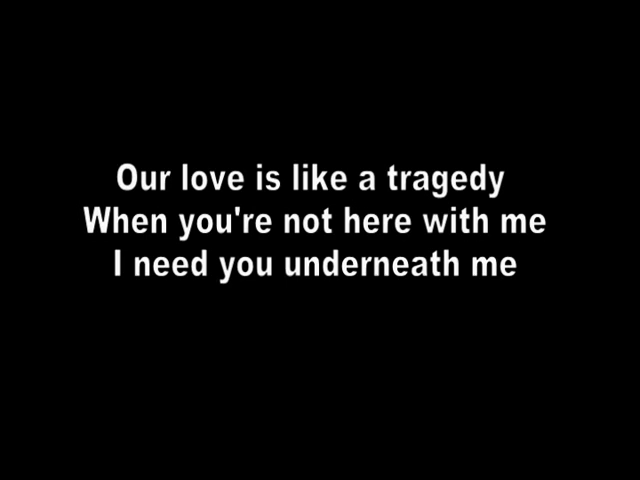 Our love is like a tragedy
When you're not here with me
I need you underneath me